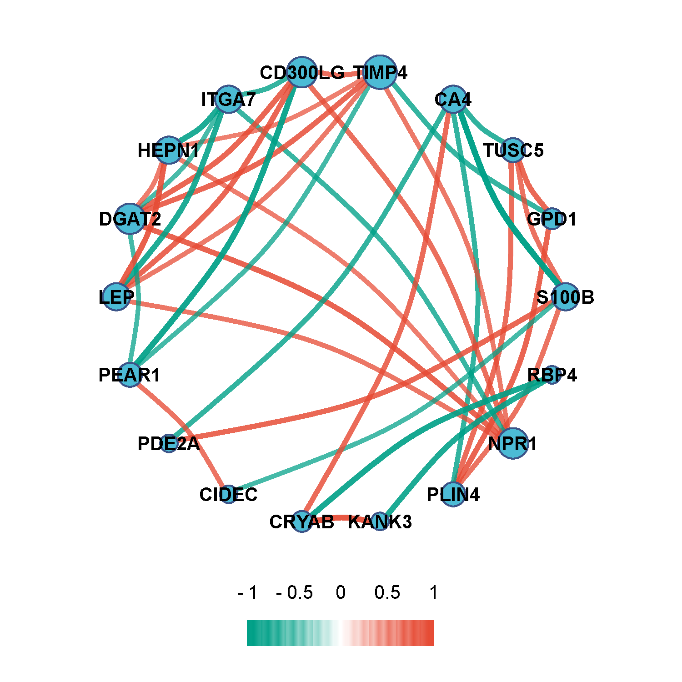 CD300LG TIMP4
ITGA7 CA4
HEPN1 TUSC5
DGAT2 GPD1
LEP S100B
PEAR1 RBP4
PDE2A NPR1
CIDEC PLIN4
CRYAB KANK3
- 1 - 0.5 0 0.5 1